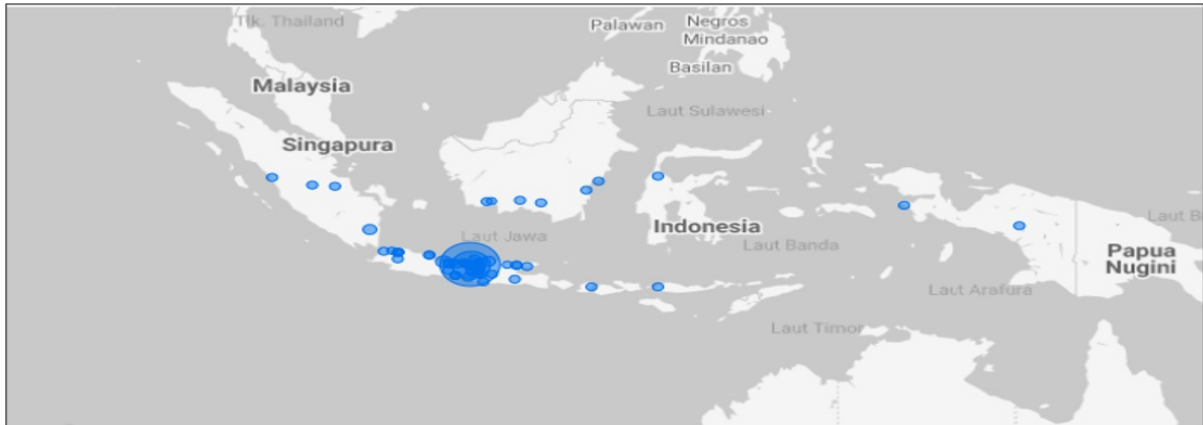 Tlk. Thailand
Palawan
Negros
Mindanao
Basilan
Malaysia
Laut Sulawesi
Singapura
Indonesia
Laut Jawa
Laut Banda
Papua
Nugini
Laut Arafura
Laut Timor